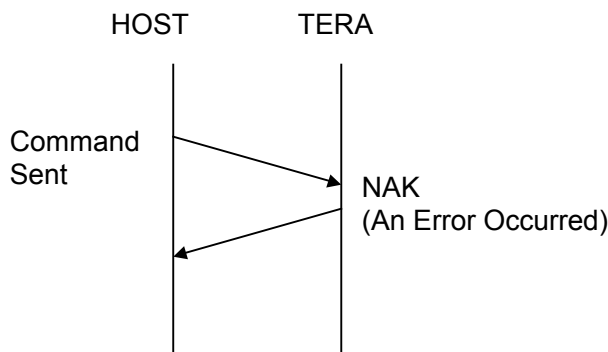 HOST
TERA
Command
Sent
NAK
(An Error Occurred)